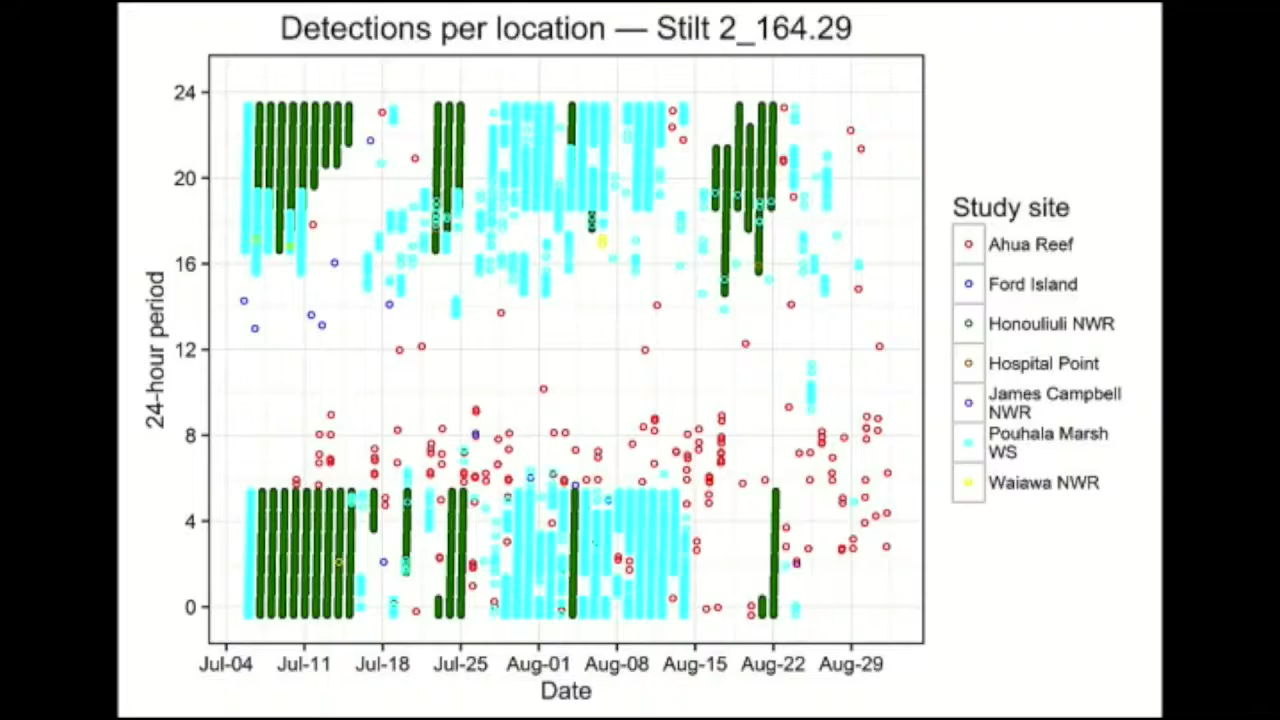 Detections per location — Stilt 2_164.29
24
20
16
12
8
4
0
24-hour period
Jul-04 Jul-11 Jul-18 Jul-25 Aug-01 Aug-08 Aug-15 Aug-22 Aug-29
Date
Study site
Ahua Reef
Ford Island
Honouliuli NWR
Hospital Point
James Campbell
NWR
Pouhala Marsh
WS
Waiawa NWR